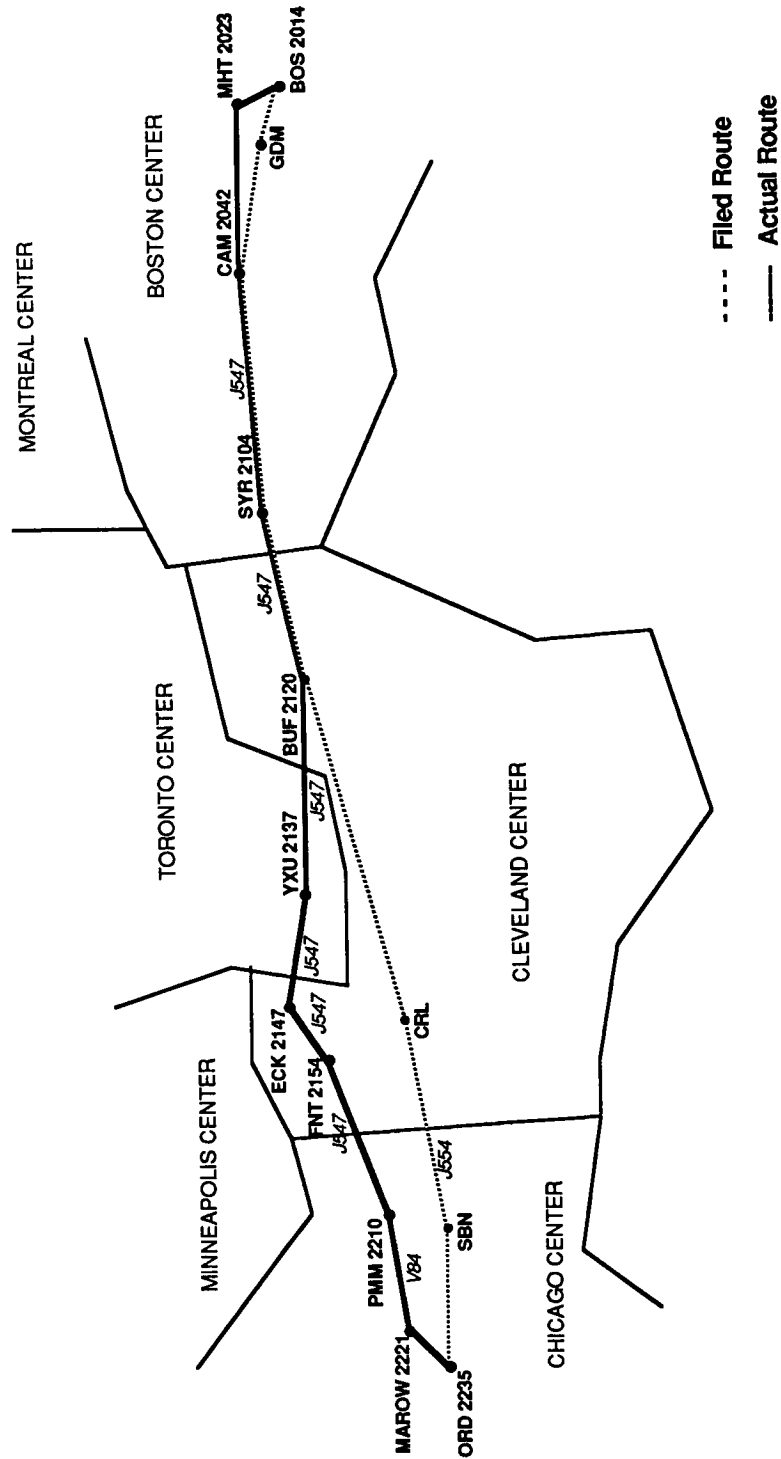 MONTREAL CENTER
BOSTON CENTER
TORONTO CENTER
MINNEAPOLIS CENTER
MHT 2023
BOS 2014
GDM
CAM 2042
J547
SYR 2104
J547
BUF 2120
J547
YXU 2137
J547
ECK 2147
J547
FNT 2154
J547
PMM 2210
V84
MAROW 2221
ORD 2235
CRL
J554
SBN
CLEVELAND CENTER
CHICAGO CENTER
Filed Route
Actual Route